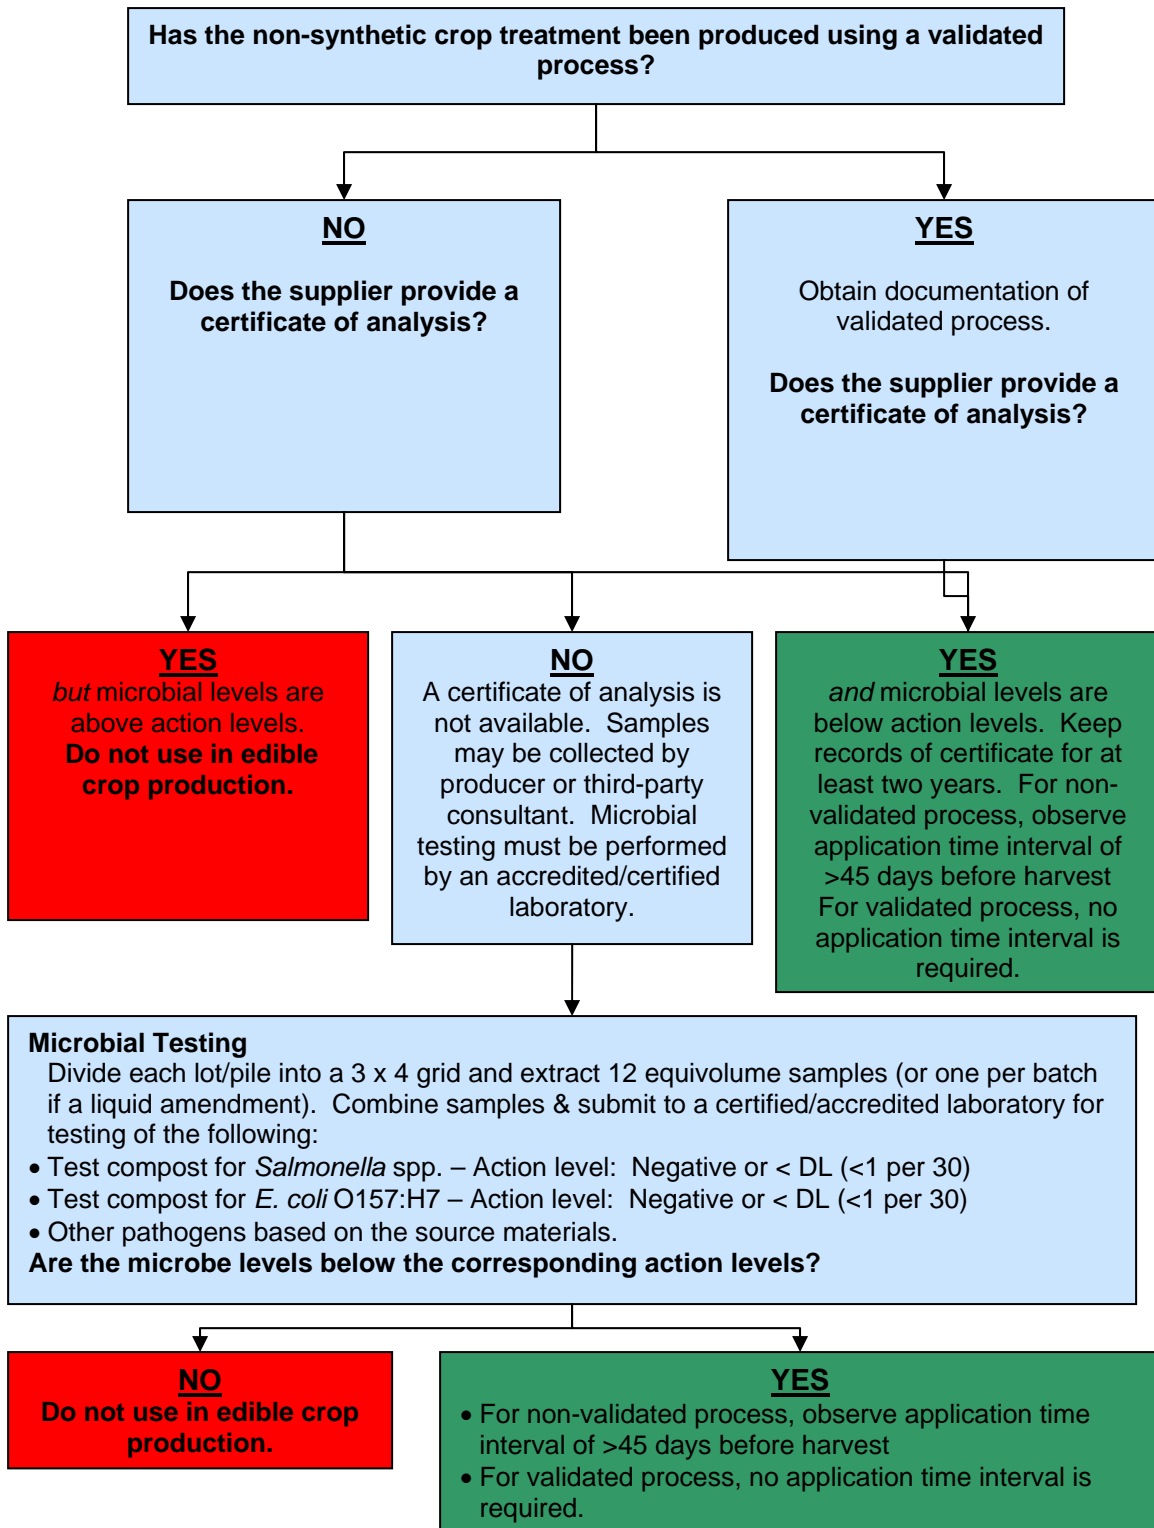 Has the non-synthetic crop treatment been produced using a validated
process?
NO
Does the supplier provide a
certificate of analysis?
YES
Obtain documentation of
validated process.
Does the supplier provide a
certificate of analysis?
YES
but microbial levels are
above action levels.
Do not use in edible
crop production.
NO
A certificate of analysis is
not available.  Samples
may be collected by
producer or third-party
consultant.  Microbial
testing must be performed
by an accredited/certified
laboratory.
YES
and microbial levels are
below action levels.  Keep
records of certificate for at
least two years.  For non-
validated process, observe
application time interval of
>45 days before harvest
For validated process, no
application time interval is
required.
Microbial Testing
Divide each lot/pile into a 3 x 4 grid and extract 12 equivolume samples (or one per batch
if a liquid amendment).  Combine samples & submit to a certified/accredited laboratory for
testing of the following:
• Test compost for Salmonella spp. – Action level:  Negative or < DL (<1 per 30)
• Test compost for E. coli O157:H7 – Action level:  Negative or < DL (<1 per 30)
• Other pathogens based on the source materials.
Are the microbe levels below the corresponding action levels?
NO
Do not use in edible crop
production.
YES
• For non-validated process, observe application time
interval of >45 days before harvest
• For validated process, no application time interval is
required.